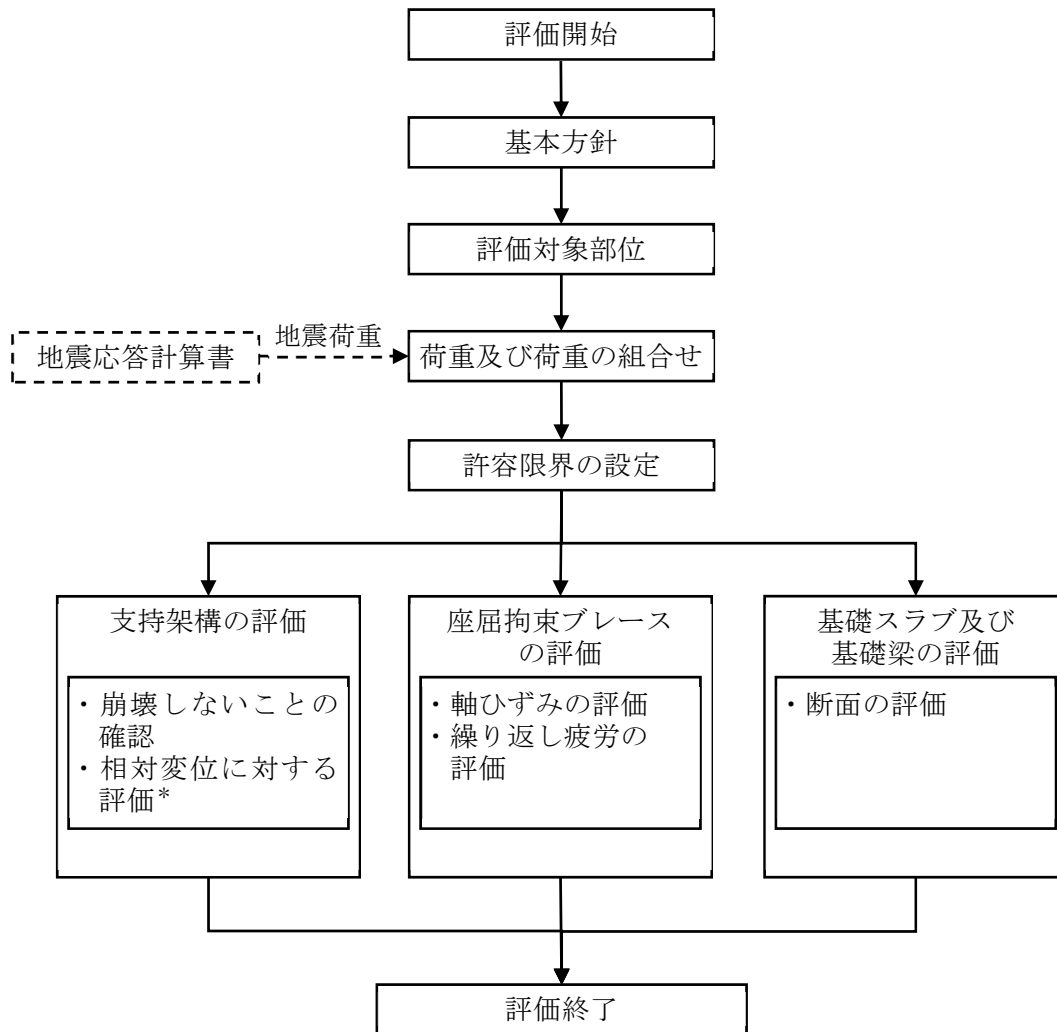 評価開始
基本方針
評価対象部位
地震応答計算書
地震荷重
荷重及び荷重の組合せ
許容限界の設定
支持架構の評価
・崩壊しないことの
確認
・相対変位に対する
評価*
座屈拘束ブレース
の評価
・軸ひずみの評価
・繰り返し疲労の
評価
基礎スラブ及び
基礎梁の評価
・断面の評価
評価終了